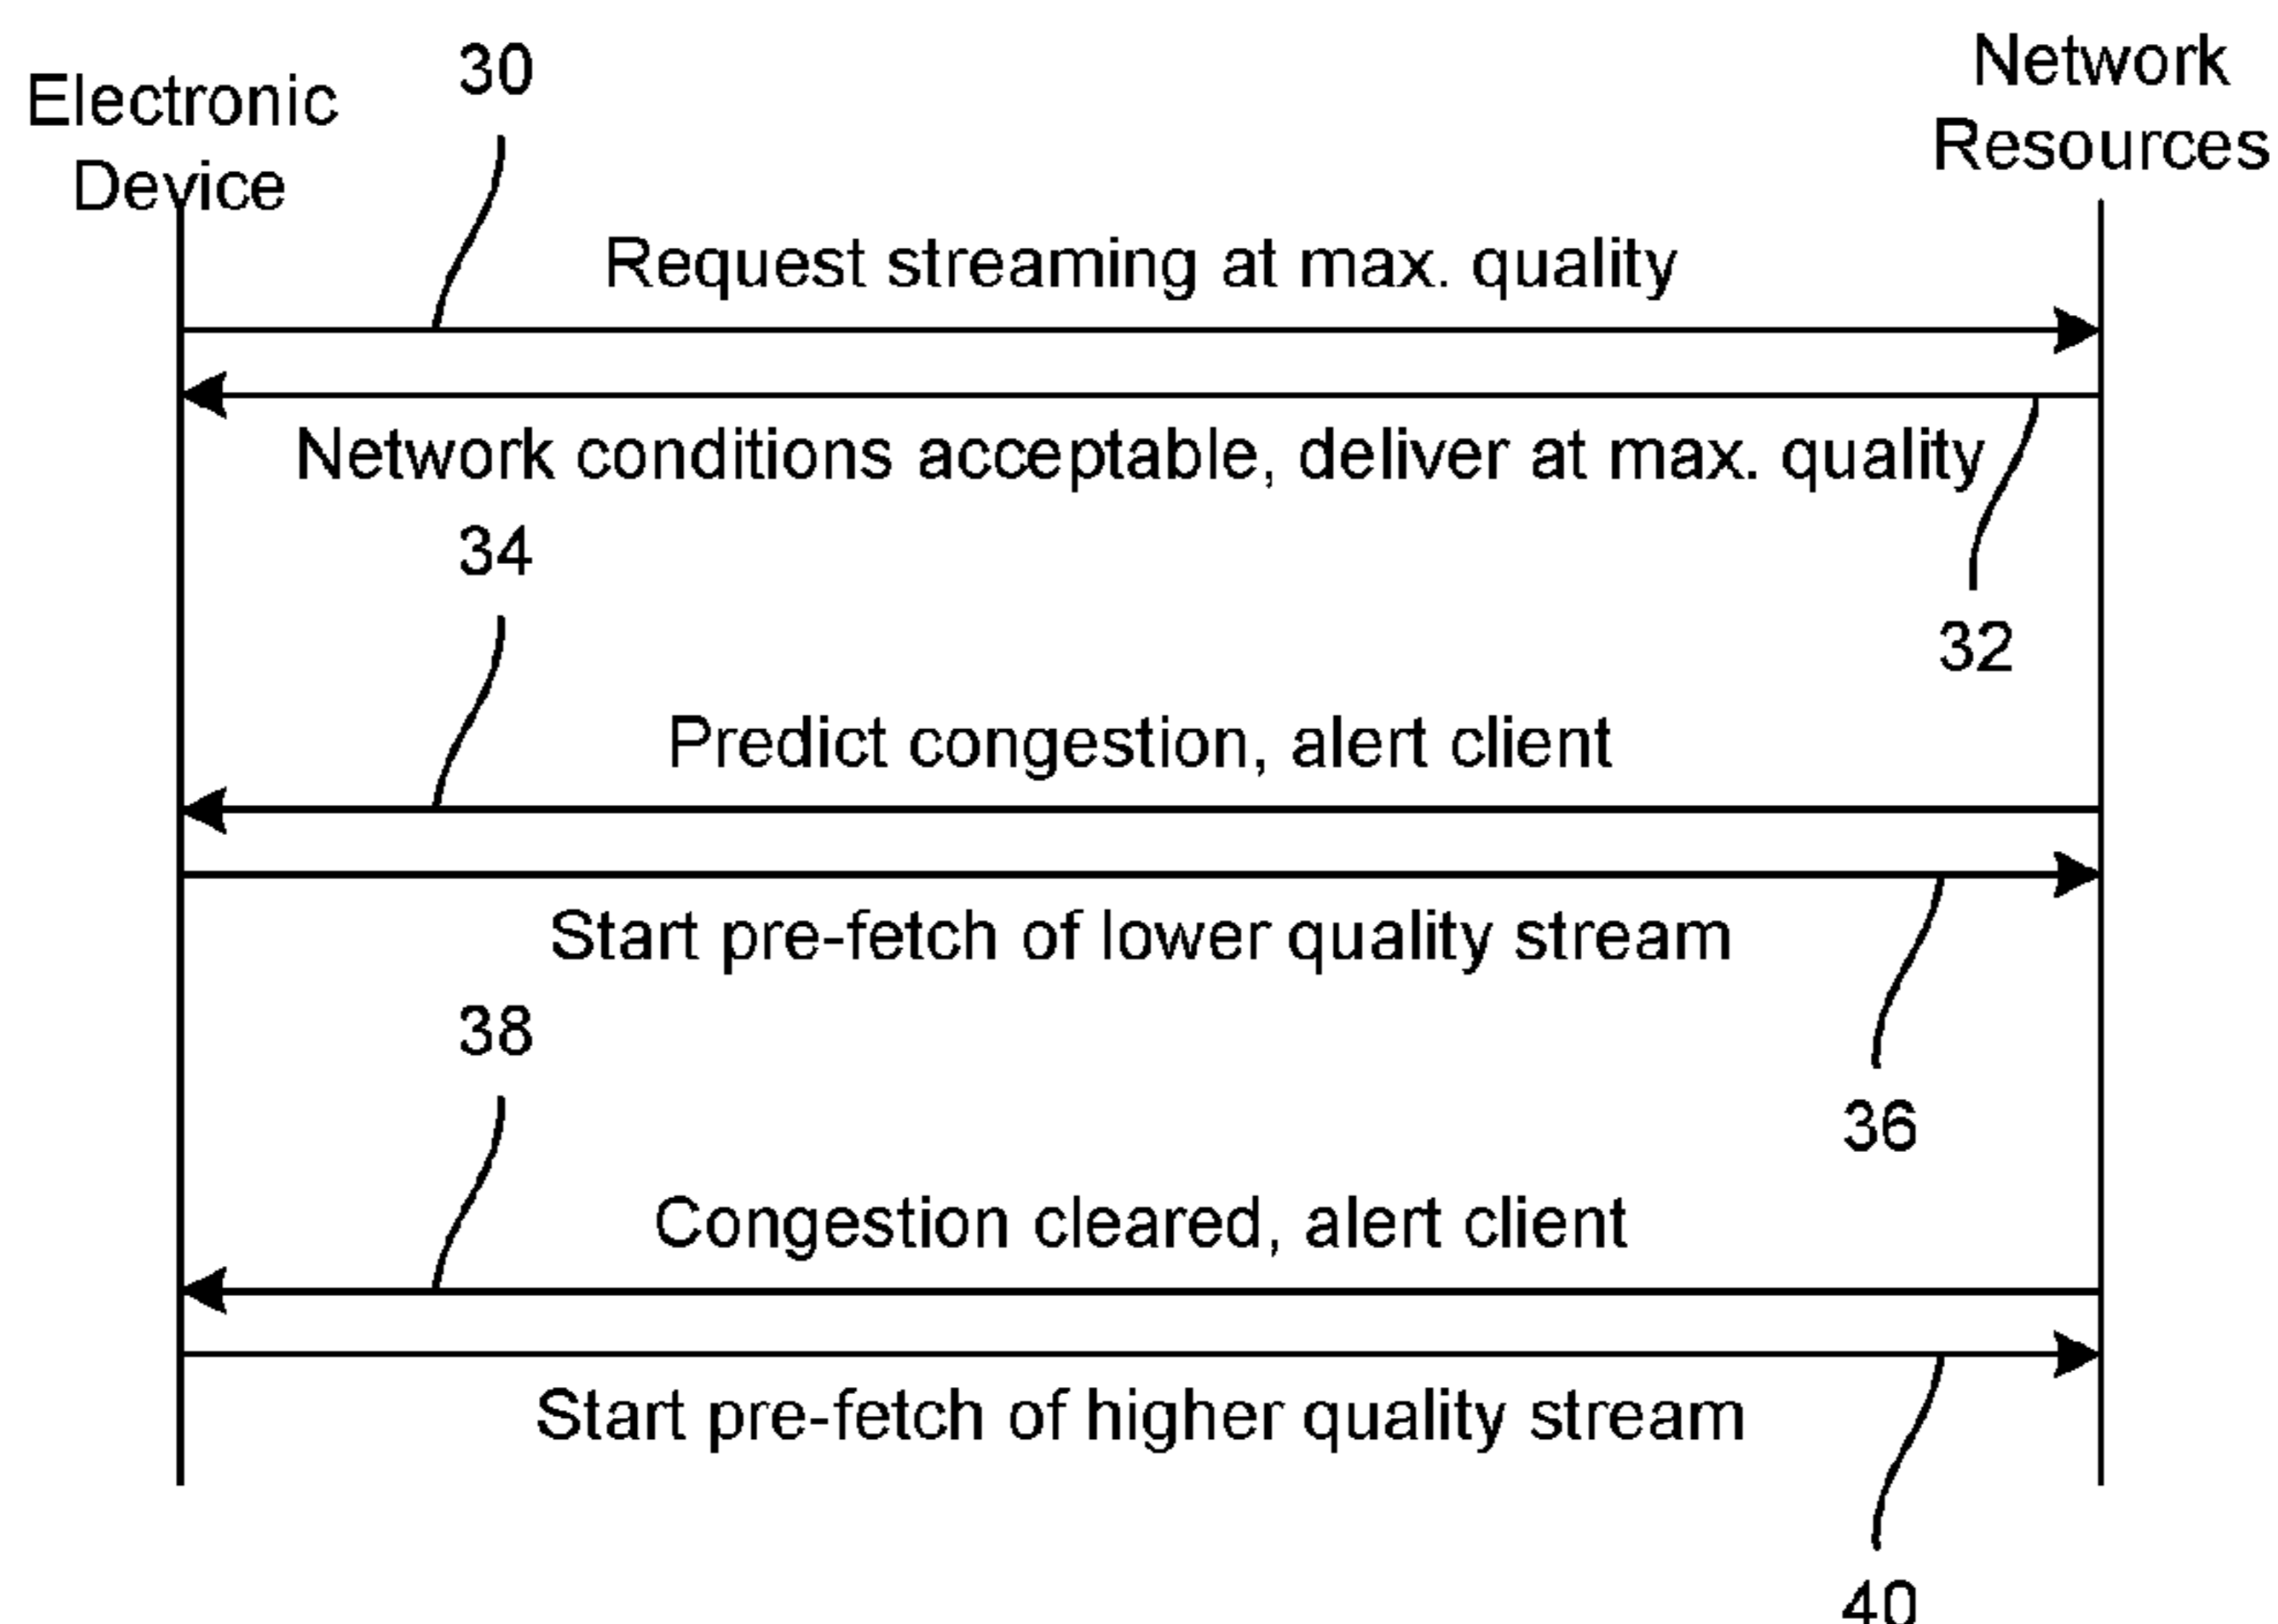 Electronic
Device
30
Network
Resources
Request streaming at max. quality
Network conditions acceptable, deliver at max. quality
34
32
Predict congestion, alert client
Start pre-fetch of lower quality stream
38
36
Congestion cleared, alert client
Start pre-fetch of higher quality stream
40